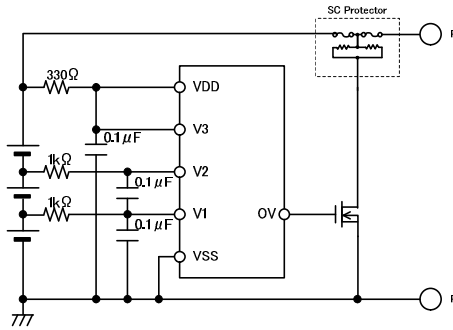 SC Protector
330Ω
VDD
0.1μF
V3
1kΩ
V2
0.1μF
1kΩ
V1
OV
0.1μF
VSS